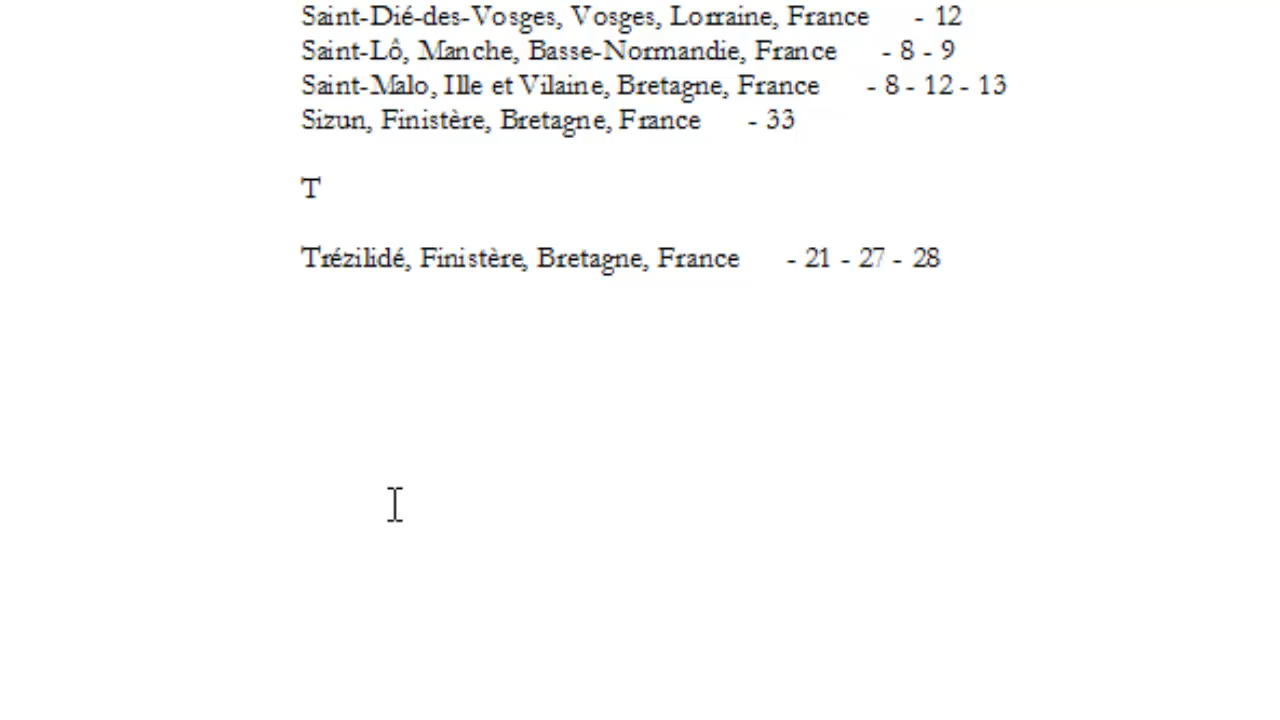 Saint-Dié-des-Vosges, Vosges, Lorraine, France - 12
Saint-Lô, Manche, Basse-Normandie, France - 8 - 9
Saint-Malo, Ille et Vilaine, Bretagne, France - 8 - 12 - 13
Sizun, Finistère, Bretagne, France - 33
T
Trézilidé, Finistère, Bretagne, France - 21 - 27 - 28